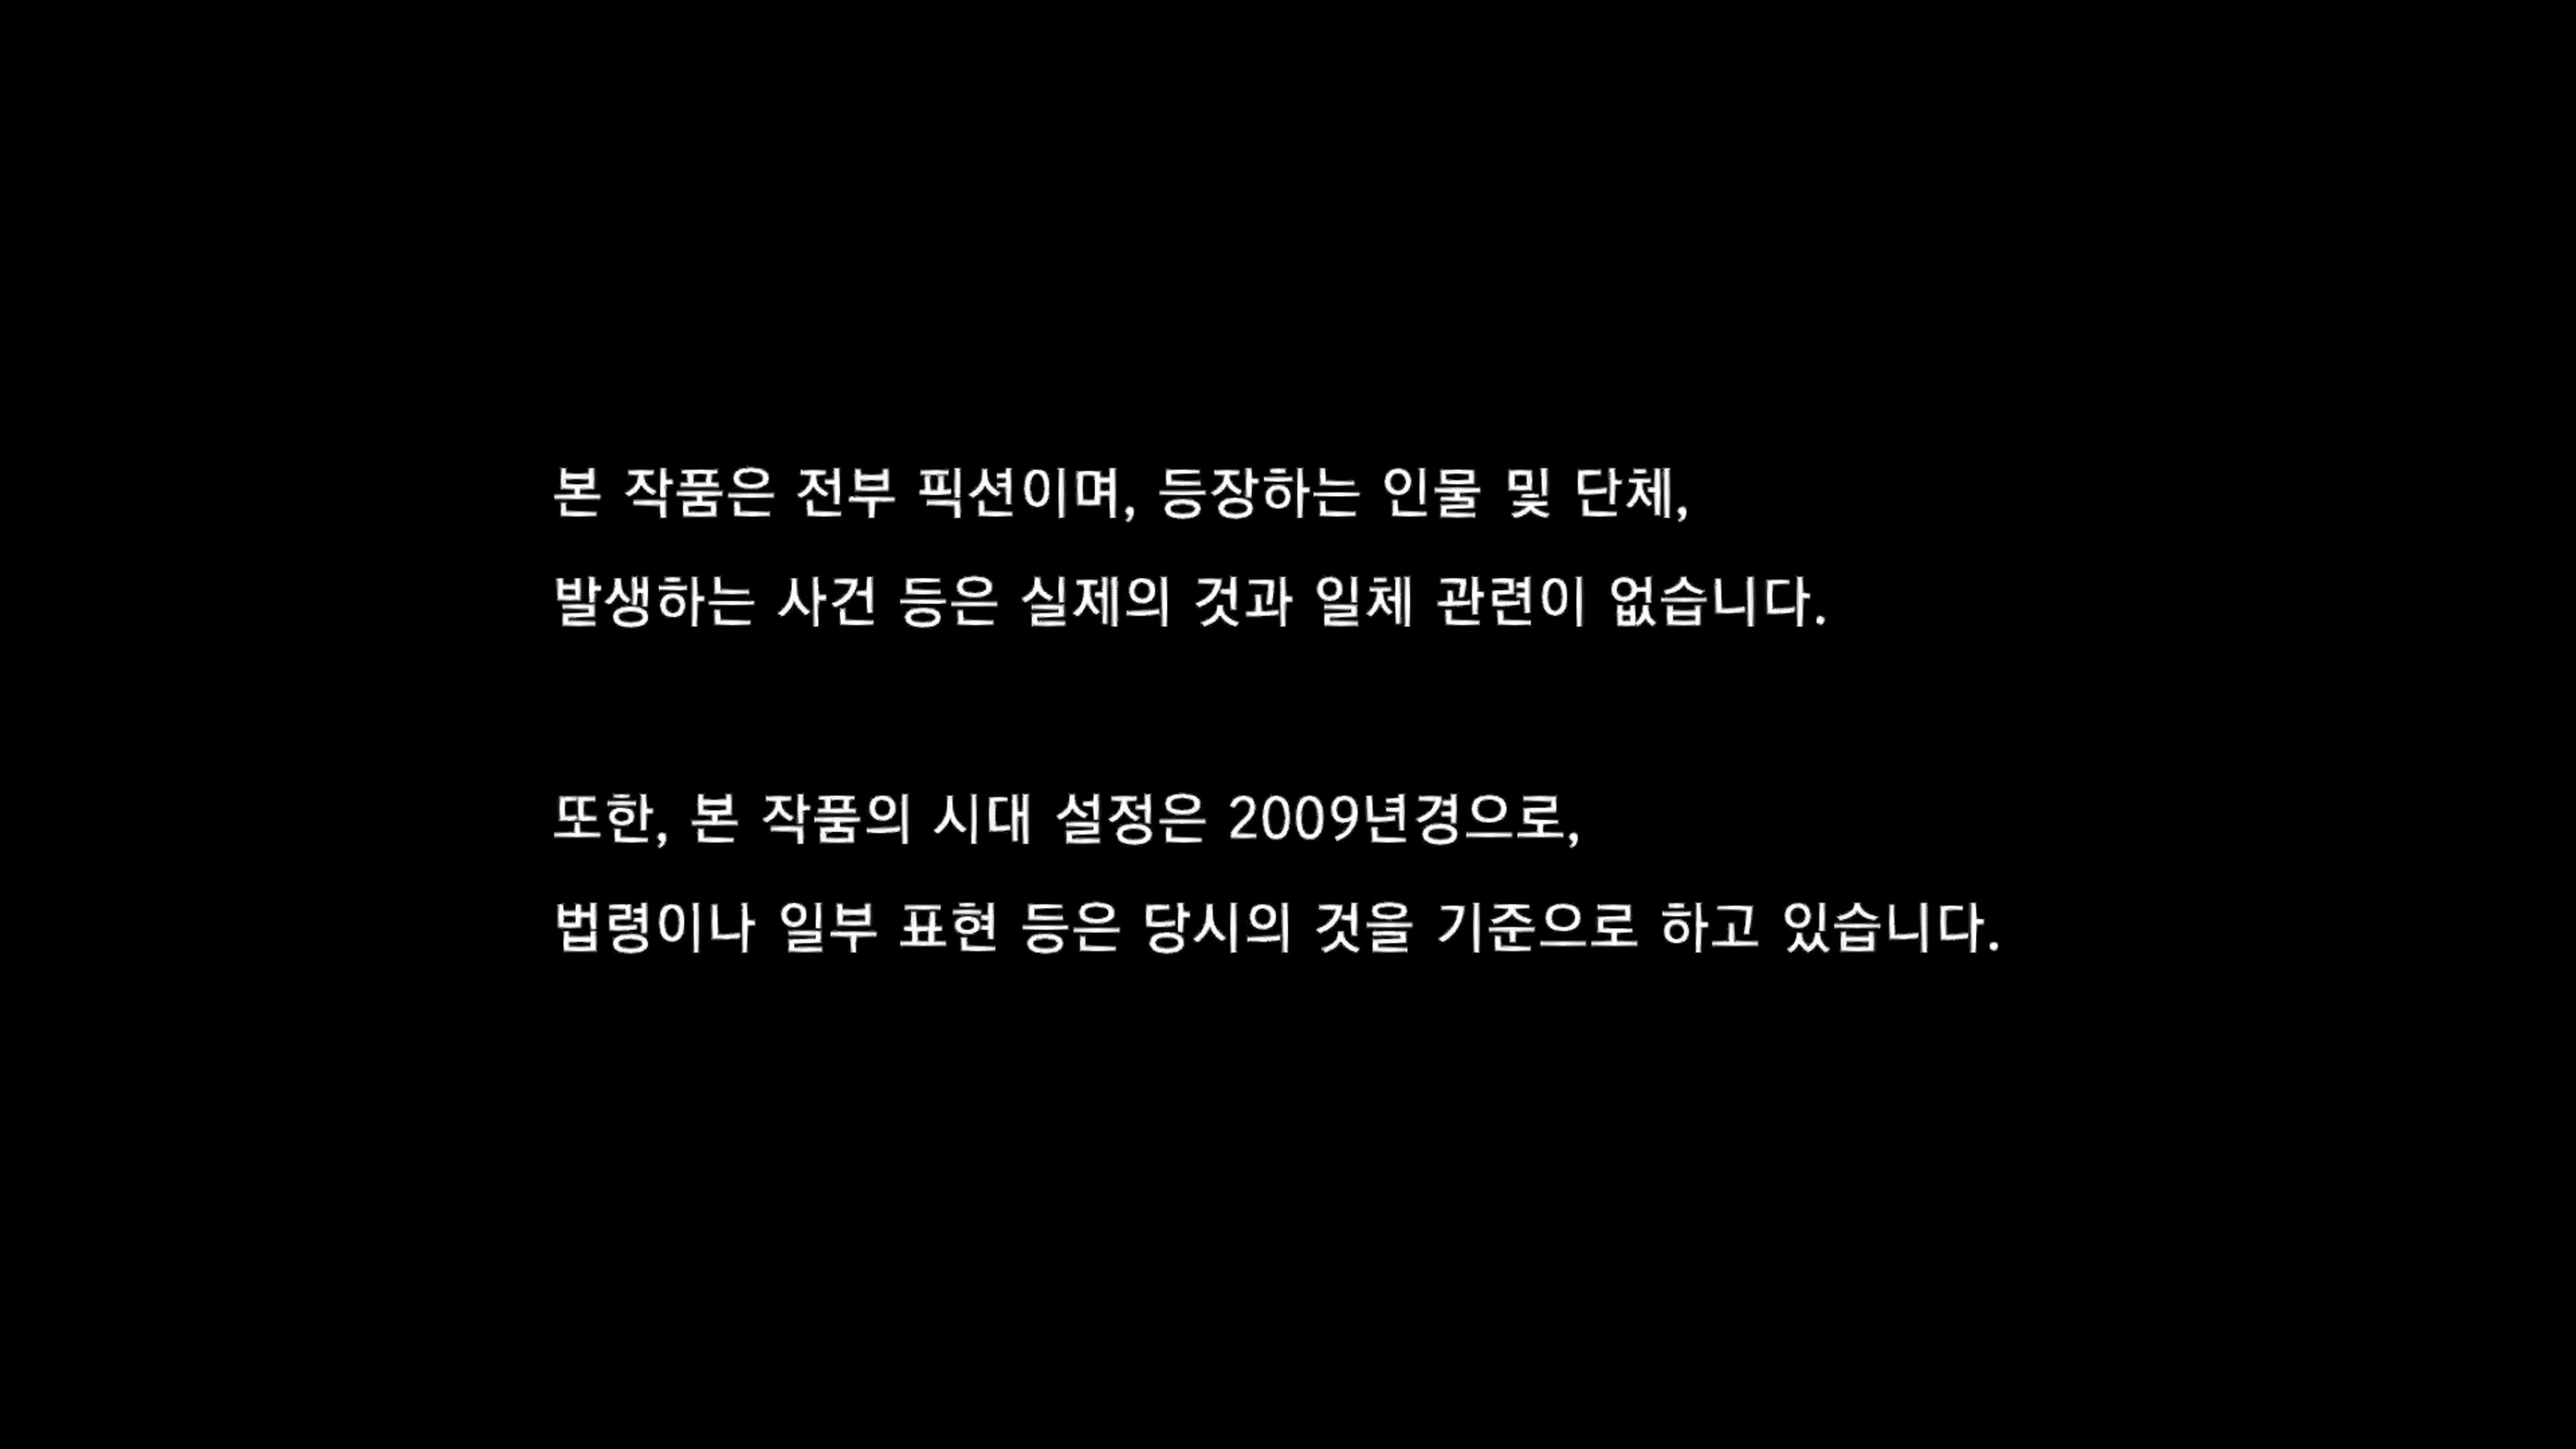 본 작품은 전부 픽션이며, 등장하는 인물 및 단체,
발생하는 사건 등은 실제의 것과 일체 관련이 없습니다.
또한, 본 작품의 시대 설정은 2009년경으로,
법령이나 일부 표현 등은 당시의 것을 기준으로 하고 있습니다.